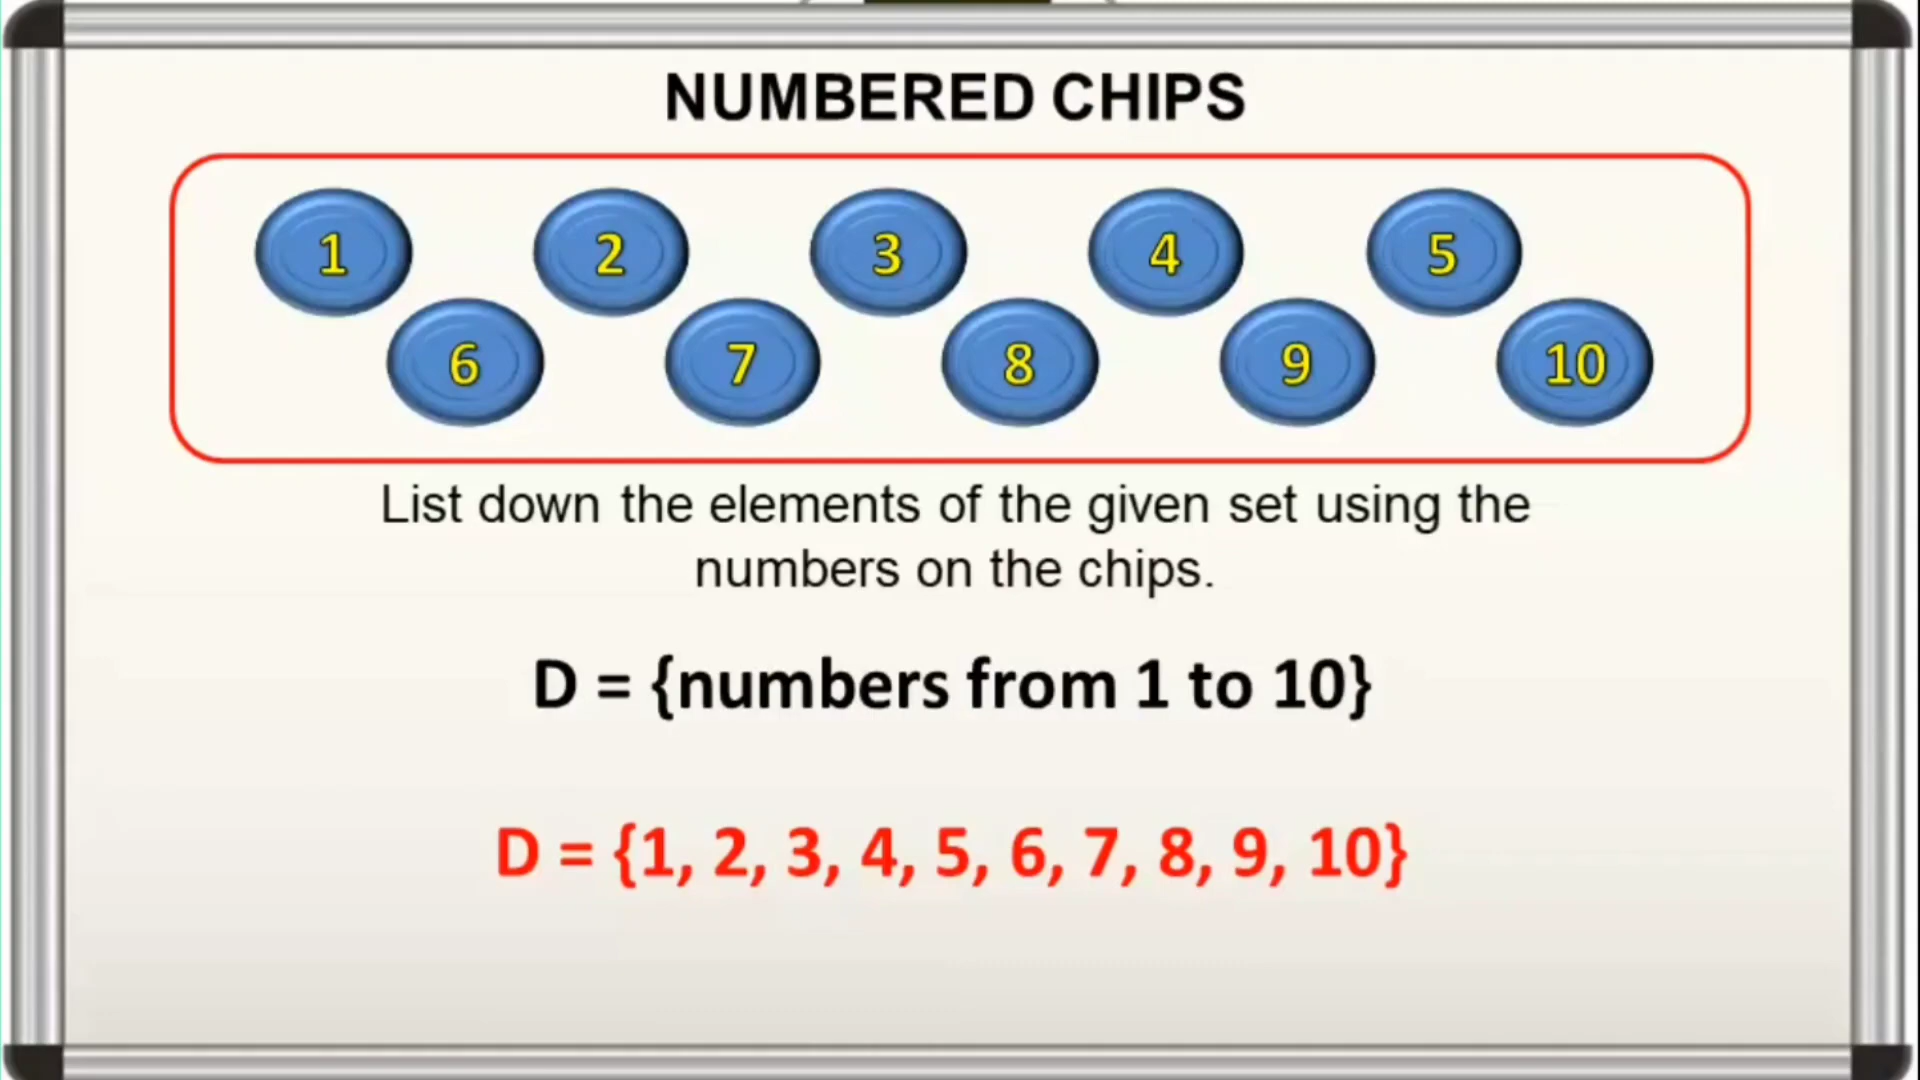 NUMBERED CHIPS
1 2 3 4 5
6 7 8 9 10
List down the elements of the given set using the
numbers on the chips.
D = {numbers from 1 to 10}
D = {1, 2, 3, 4, 5, 6, 7, 8, 9, 10}